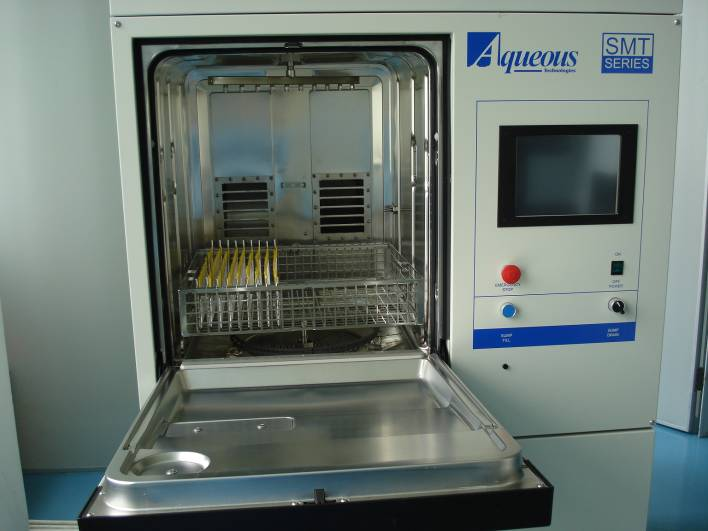 Aqueous
Technologies
SMT
SERIES
ON
EMERGENCY
STOP
OFF
POWER
SUMP
FILL
SUMP
DRAIN